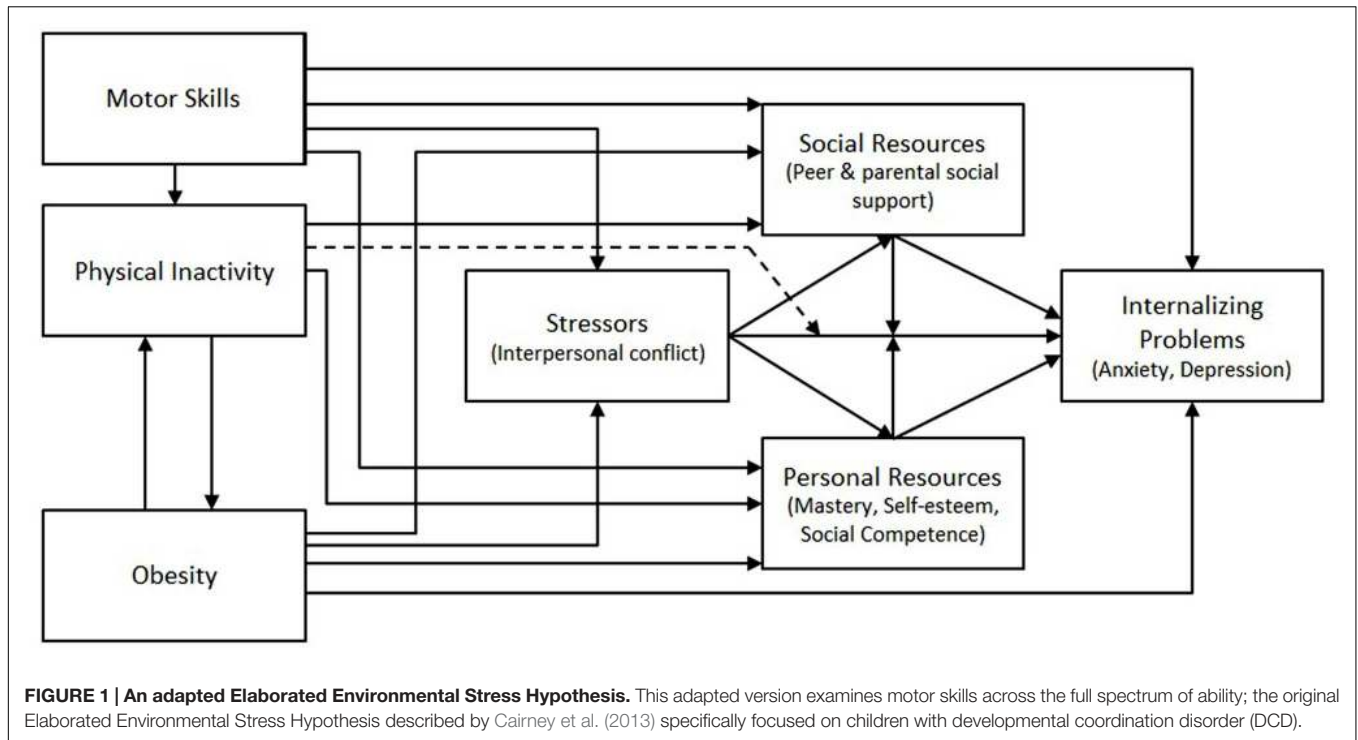 Motor Skills
Physical Inactivity
Obesity
Stressors
(Interpersonal conflict)
Social Resources
(Peer & parental social
support)
Personal Resources
(Mastery, Self-esteem,
Social Competence)
Internalizing
Problems
(Anxiety, Depression)
FIGURE 1 | An adapted Elaborated Environmental Stress Hypothesis. This adapted version examines motor skills across the full spectrum of ability; the original
Elaborated Environmental Stress Hypothesis described by Cairney et al. (2013) specifically focused on children with developmental coordination disorder (DCD).